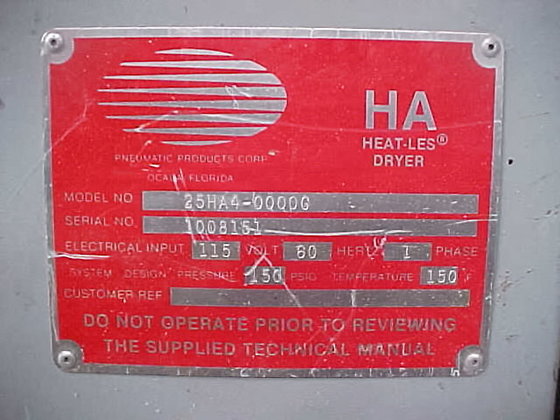 HA
HEAT-LES®
DRYER
PNEUMATIC PRODUCTS CORP
OCALA FLORIDA
MODEL NO 25HA4-0000G
SERIAL NO. 1008151
ELECTRICAL INPUT 115 VOLT 60 HERTZ 1 PHASE
SYSTEM DESIGN PRESSURE 150 PSIG TEMPERATURE 150 °F
CUSTOMER REF
DO NOT OPERATE PRIOR TO REVIEWING
THE SUPPLIED TECHNICAL MANUAL